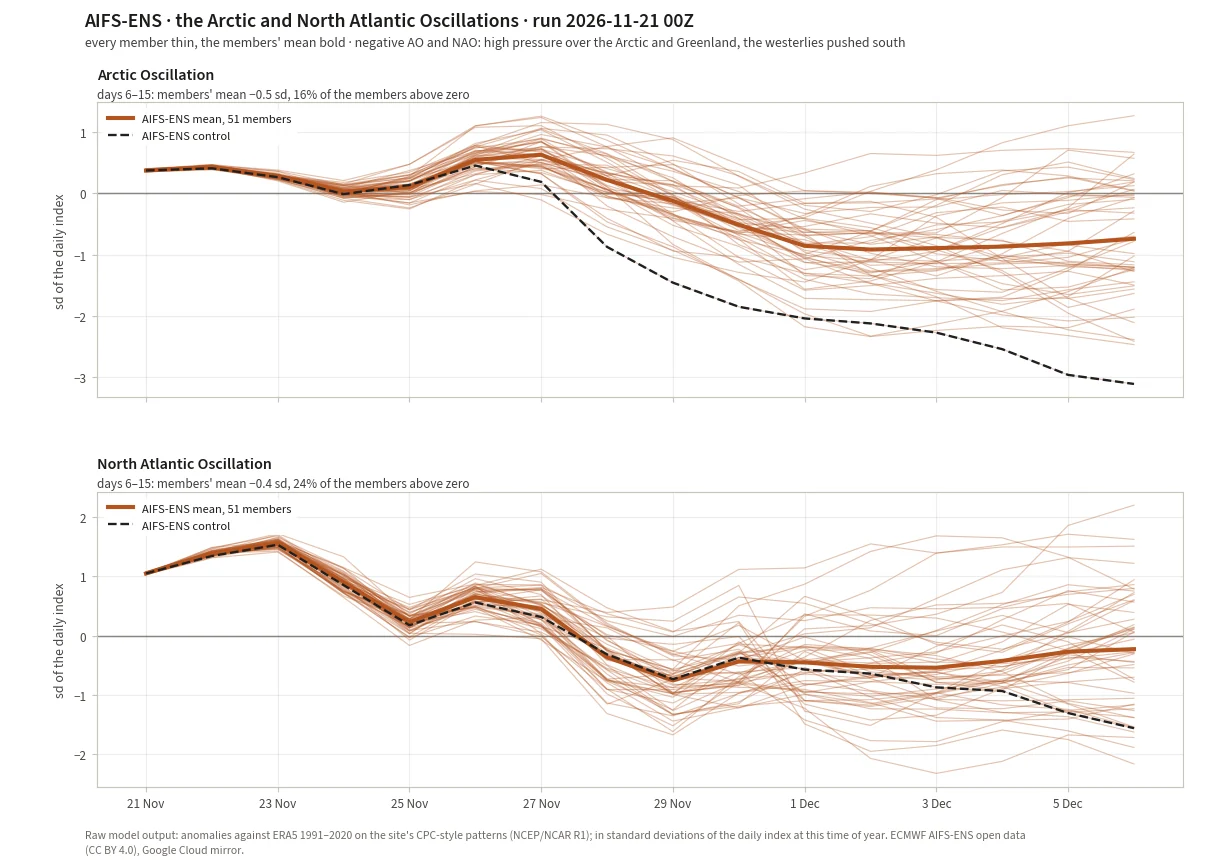 AIFS-ENS · the Arctic and North Atlantic Oscillations · run 2026-11-21 00Z
every member thin, the members' mean bold · negative AO and NAO: high pressure over the Arctic and Greenland, the westerlies pushed south
Arctic Oscillation
days 6–15: members' mean −0.5 sd, 16% of the members above zero
AIFS-ENS mean, 51 members
AIFS-ENS control
1
0
−1
−2
−3
sd of the daily index
North Atlantic Oscillation
days 6–15: members' mean −0.4 sd, 24% of the members above zero
AIFS-ENS mean, 51 members
AIFS-ENS control
2
1
0
−1
−2
sd of the daily index
21 Nov
23 Nov
25 Nov
27 Nov
29 Nov
1 Dec
3 Dec
5 Dec
Raw model output: anomalies against ERA5 1991–2020 on the site's CPC-style patterns (NCEP/NCAR R1); in standard deviations of the daily index at this time of year. ECMWF AIFS-ENS open data
(CC BY 4.0), Google Cloud mirror.